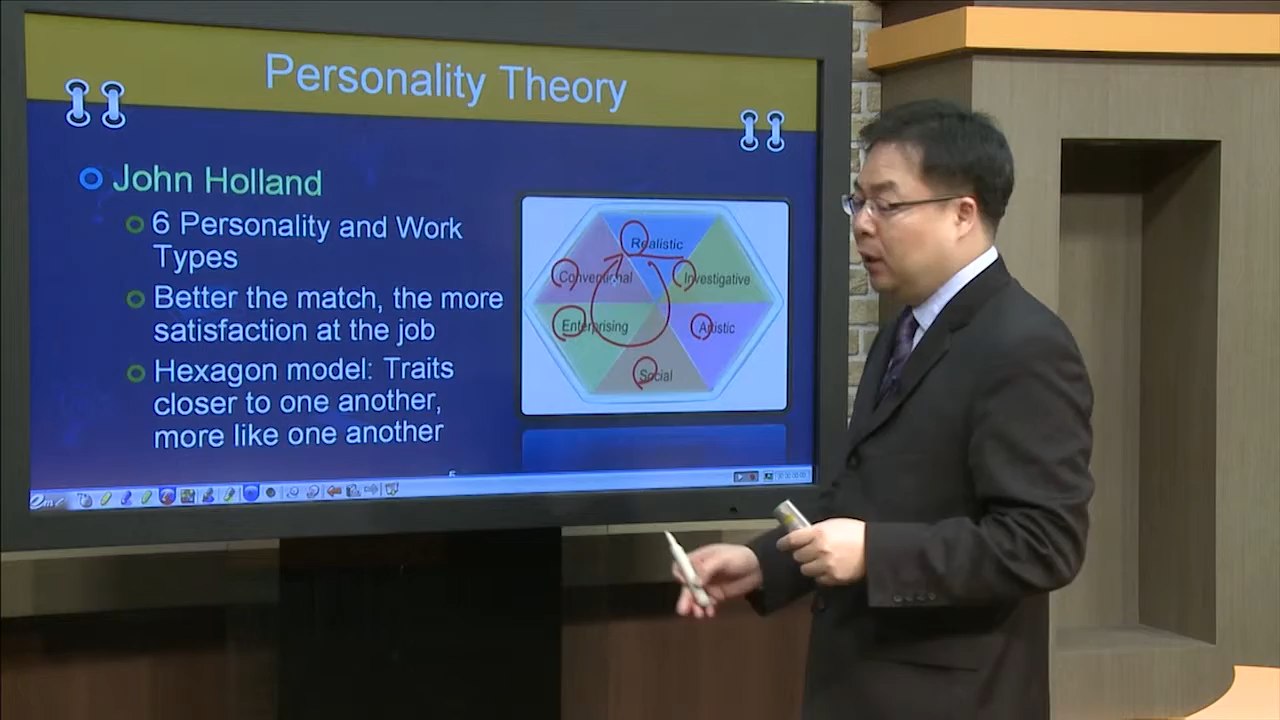 Personality Theory
John Holland
6 Personality and Work
Types
Better the match, the more
satisfaction at the job
Hexagon model: Traits
closer to one another,
more like one another
Realistic
Conventional
Investigative
Enterprising
Artistic
Social